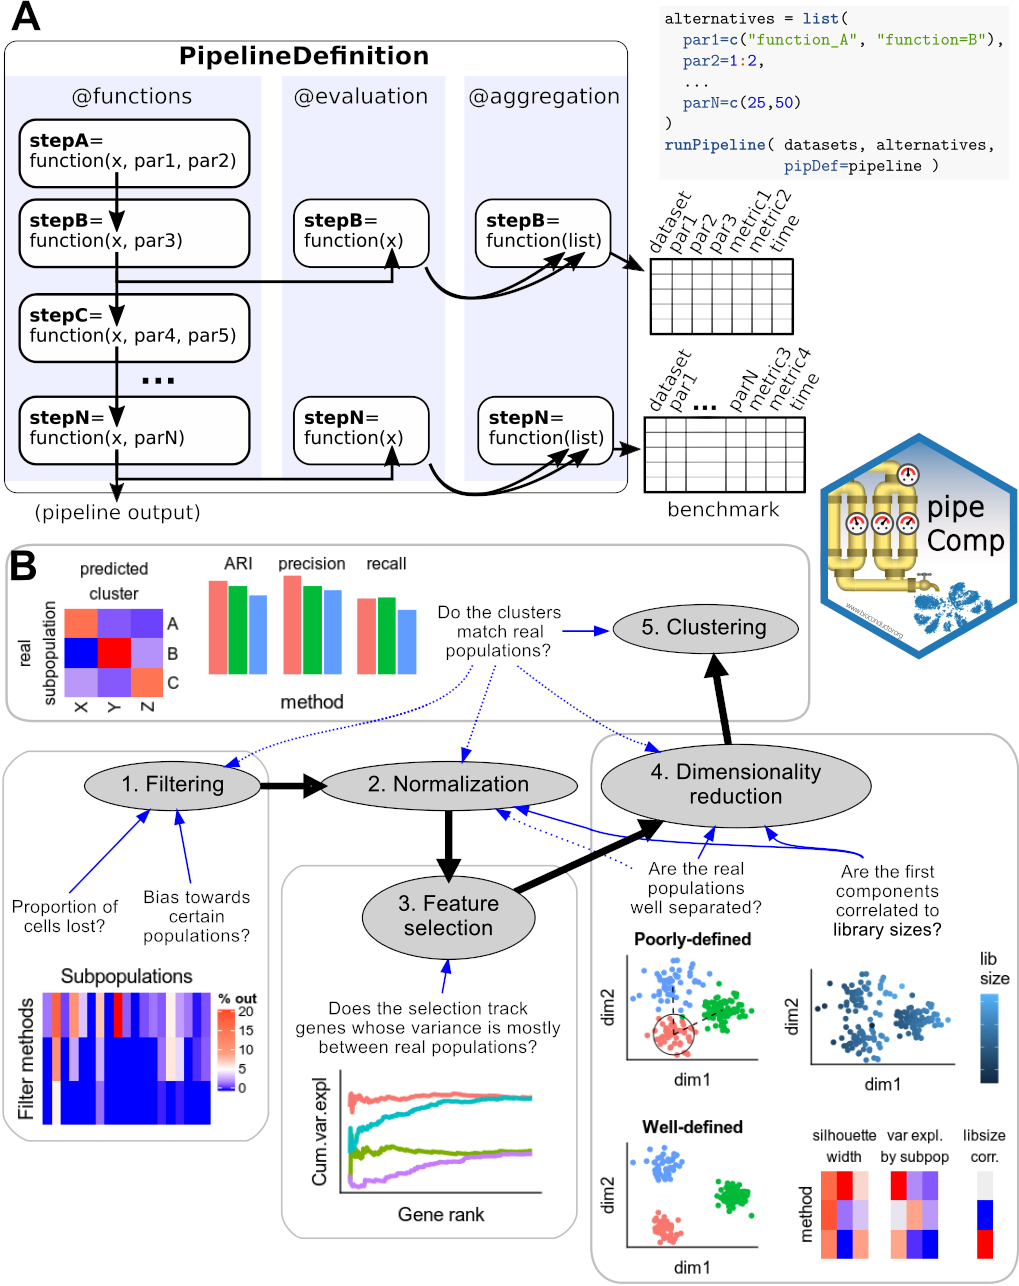 A
PipelineDefinition
@functions
@evaluation
@aggregation
stepA=
function(x, par1, par2)
stepB=
function(x, par3)
stepB=
function(x)
stepB=
function(list)
stepC=
function(x, par4, par5)
...
stepN=
function(x, parN)
stepN=
function(x)
stepN=
function(list)
(pipeline output)
alternatives = list(
par1=c("function_A", "function=B"),
par2=1:2,
...
parN=c(25,50)
)
runPipeline( datasets, alternatives,
pipDef=pipeline )
dataset
par1
par2
par3
metric1
metric2
time
dataset
par1
...
parN
metric3
metric4
time
benchmark
pipe
Comp
www.bioconductor.org
B
predicted
cluster
real
subpopulation
A
B
C
X
Y
Z
ARI
precision
recall
method
Do the clusters
match real
populations?
5. Clustering
1. Filtering
2. Normalization
4. Dimensionality
reduction
3. Feature
selection
Proportion of
cells lost?
Bias towards
certain
populations?
Subpopulations
Filter methods
% out
20
15
10
5
0
Does the selection track
genes whose variance is mostly
between real populations?
Cum.var.expl
Gene rank
Are the real
populations
well separated?
Are the first
components
correlated to
library sizes?
Poorly-defined
dim2
dim1
dim2
dim1
lib
size
Well-defined
dim2
dim1
silhouette
width
var expl.
by subpop
libsize
corr.
method